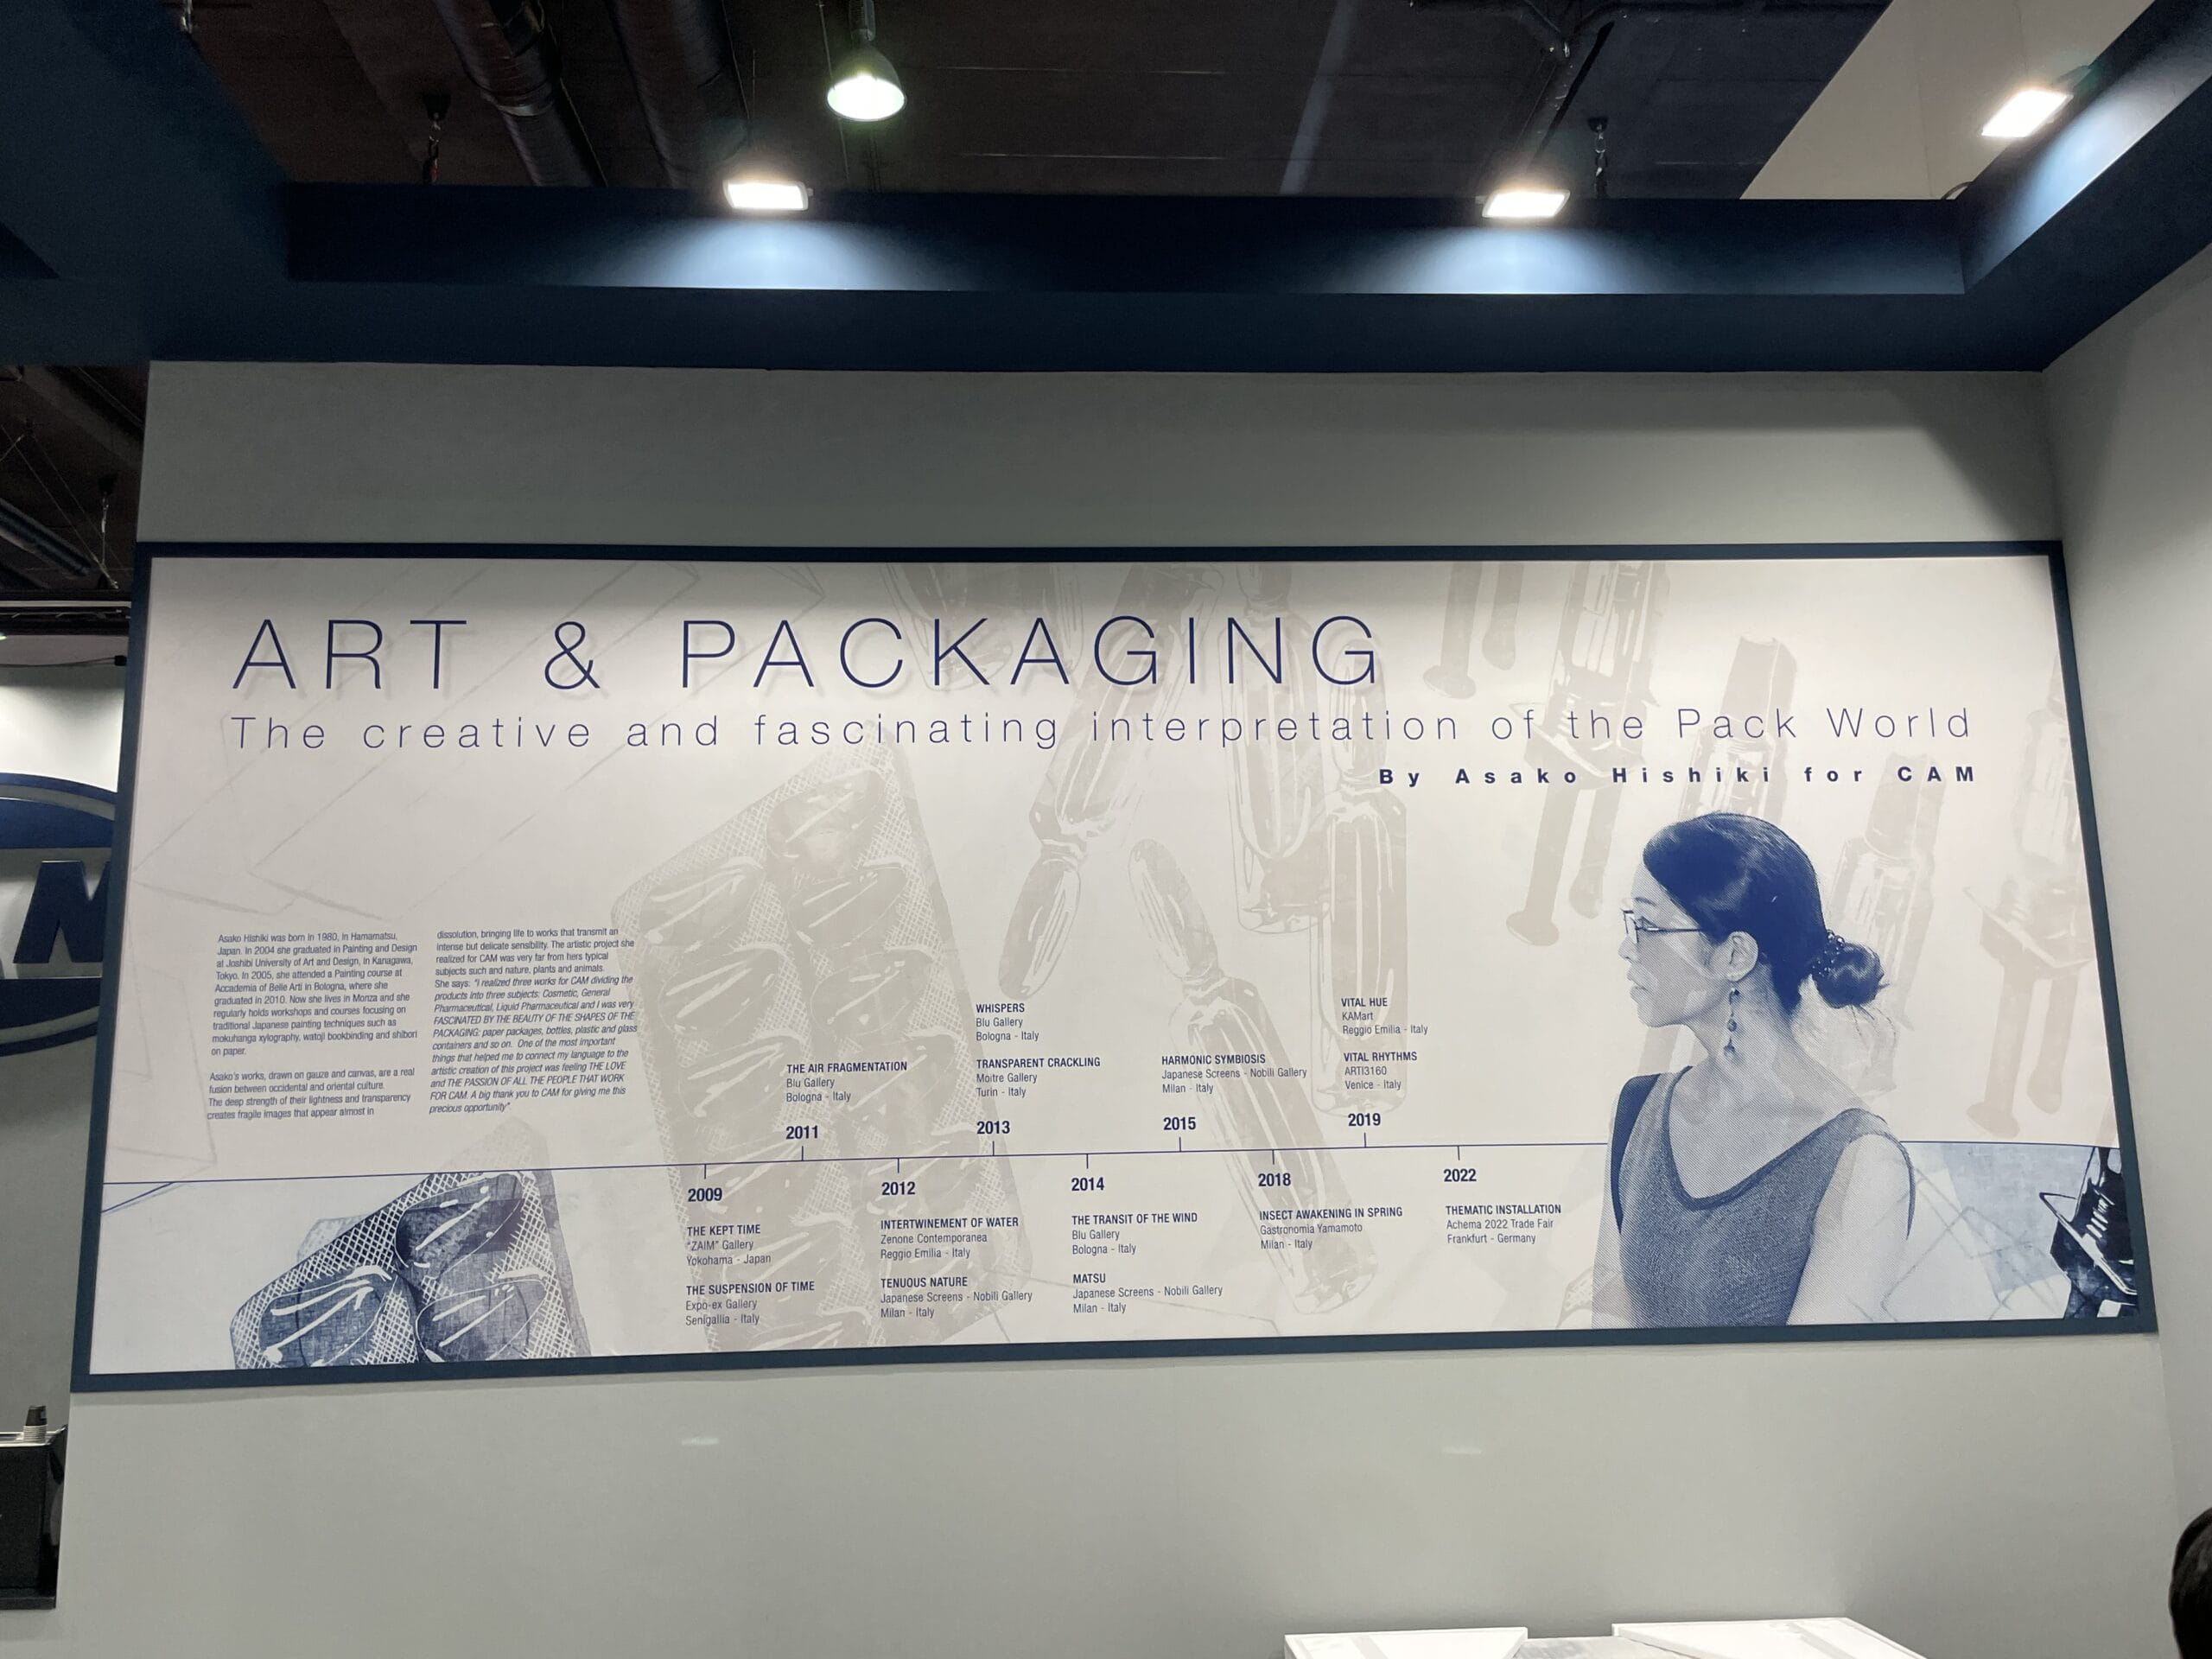 ART & PACKAGING
The creative and fascinating interpretation of the Pack World
By Asako Hishiki for CAM
Asako Hishiki was born in 1980, in Hamamatsu,
Japan. In 2004 she graduated in Painting and Design
at Joshibi University of Art and Design, in Kanagawa,
Tokyo. In 2005, she attended a Painting course at
Accademia of Belle Arti in Bologna, where she
graduated in 2010. Now she lives in Monza and she
regularly holds workshops and courses focusing on
traditional Japanese painting techniques such as
mokuhanga xylography, watoji bookbinding and shibori
on paper.
Asako's works, drawn on gauze and canvas, are a real
fusion between occidental and oriental culture.
The deep strength of their lightness and transparency
creates fragile images that appear almost in
dissolution, bringing life to works that transmit an
intense but delicate sensibility. The artistic project she
realized for CAM was very far from hers typical
subjects such and nature, plants and animals.
She says: "I realized three works for CAM dividing the
products into three subjects: Cosmetic, General
Pharmaceutical, Liquid Pharmaceutical and I was very
FASCINATED BY THE BEAUTY OF THE SHAPES OF THE
PACKAGING: paper packages, bottles, plastic and glass
containers and so on. One of the most important
things that helped me to connect my language to the
artistic creation of this project was feeling THE LOVE
and THE PASSION OF ALL THE PEOPLE THAT WORK
FOR CAM. A big thank you to CAM for giving me this
precious opportunity"
2009
THE KEPT TIME
"ZAIM" Gallery
Yokohama - Japan
THE SUSPENSION OF TIME
Expo-ex Gallery
Senigallia - Italy
THE AIR FRAGMENTATION
Blu Gallery
Bologna - Italy
2011
2012
INTERTWINEMENT OF WATER
Zenone Contemporanea
Reggio Emilia - Italy
TENUOUS NATURE
Japanese Screens - Nobili Gallery
Milan - Italy
WHISPERS
Blu Gallery
Bologna - Italy
TRANSPARENT CRACKLING
Moitre Gallery
Turin - Italy
2013
2014
THE TRANSIT OF THE WIND
Blu Gallery
Bologna - Italy
MATSU
Japanese Screens - Nobili Gallery
Milan - Italy
HARMONIC SYMBIOSIS
Japanese Screens - Nobili Gallery
Milan - Italy
2015
2018
INSECT AWAKENING IN SPRING
Gastronomia Yamamoto
Milan - Italy
VITAL HUE
KAMart
Reggio Emilia - Italy
VITAL RHYTHMS
ARTI3160
Venice - Italy
2019
2022
THEMATIC INSTALLATION
Achema 2022 Trade Fair
Frankfurt - Germany